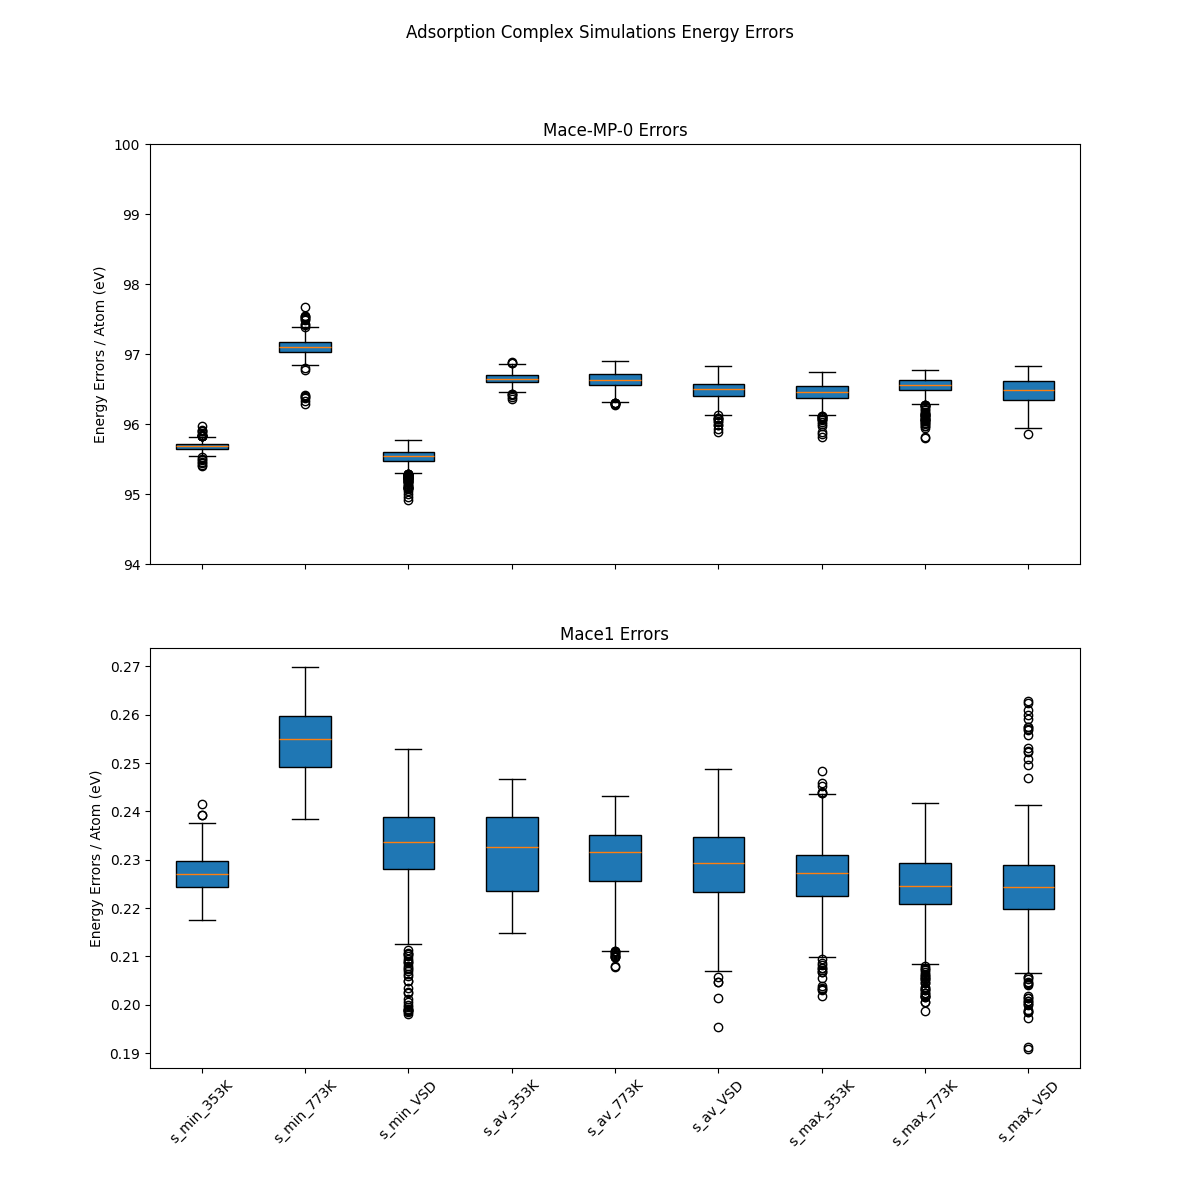 Adsorption Complex Simulations Energy Errors
Mace-MP-0 Errors
Energy Errors / Atom (eV)
100
99
98
97
96
95
94
Mace1 Errors
Energy Errors / Atom (eV)
0.27
0.26
0.25
0.24
0.23
0.22
0.21
0.20
0.19
s_min_353K
s_min_773K
s_min_VSD
s_av_353K
s_av_773K
s_av_VSD
s_max_353K
s_max_773K
s_max_VSD